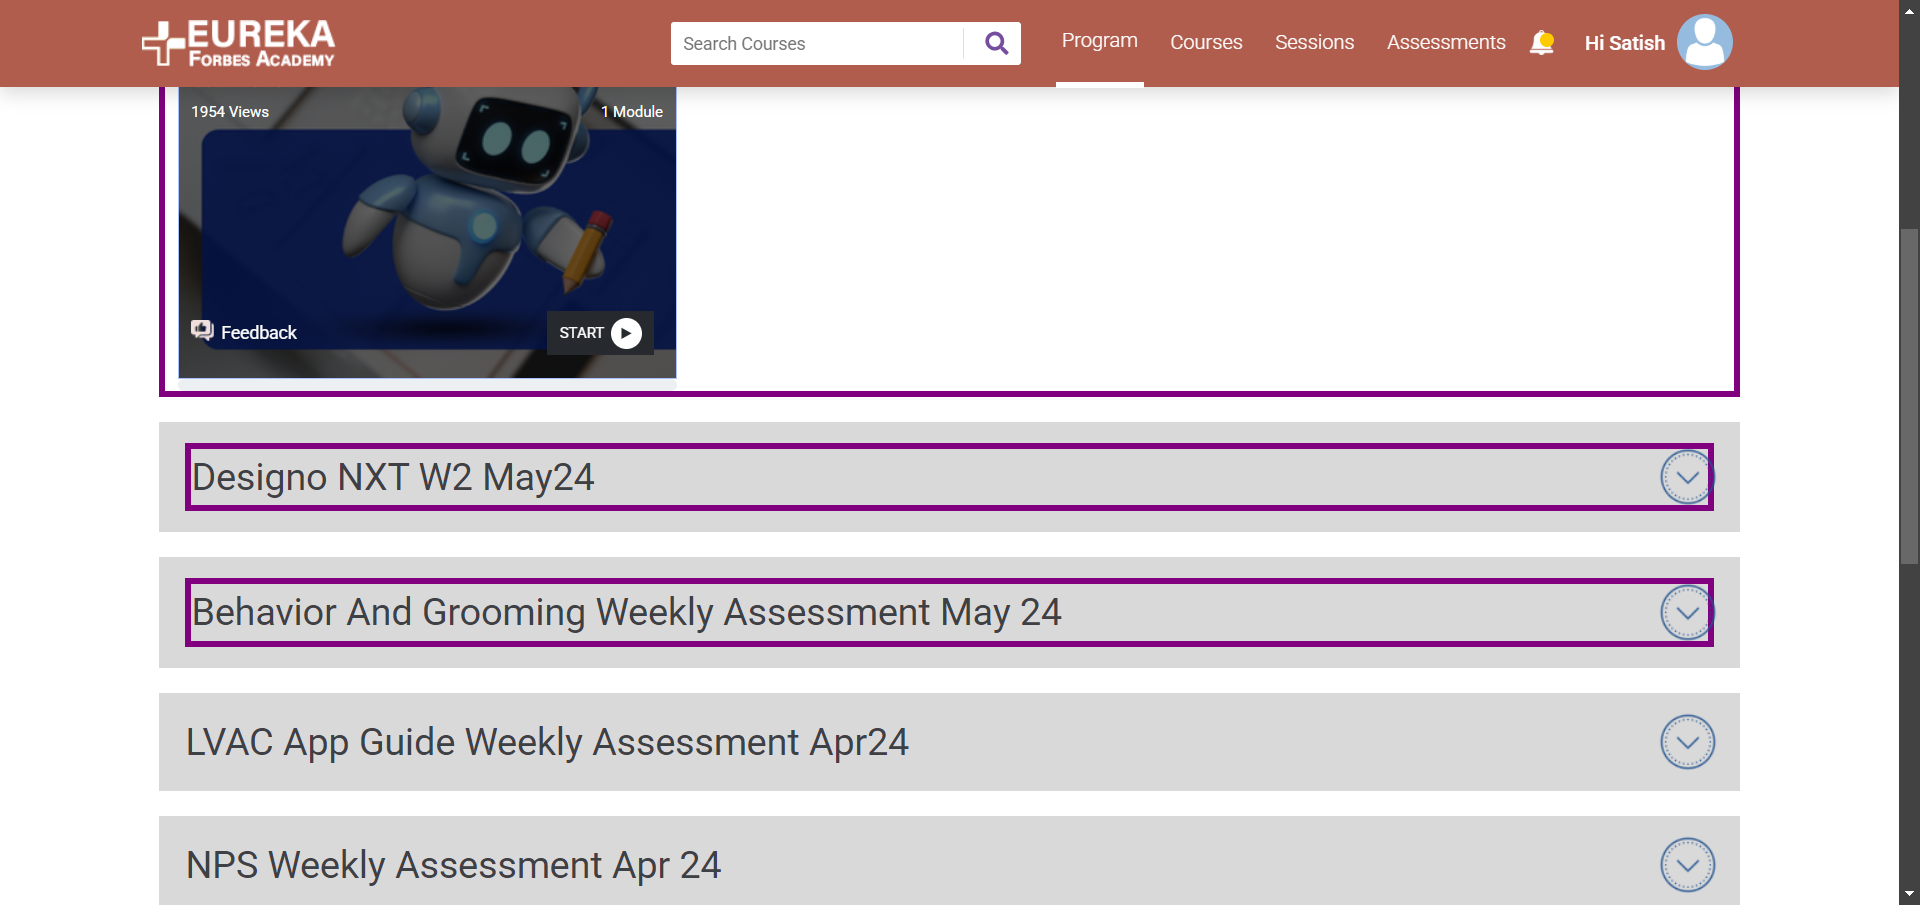 EUREKA
FORBES ACADEMY
Search Courses
Program
Courses
Sessions
Assessments
Hi Satish
1954 Views
1 Module
Feedback
START
Designo NXT W2 May24
Behavior And Grooming Weekly Assessment May 24
LVAC App Guide Weekly Assessment Apr24
NPS Weekly Assessment Apr 24